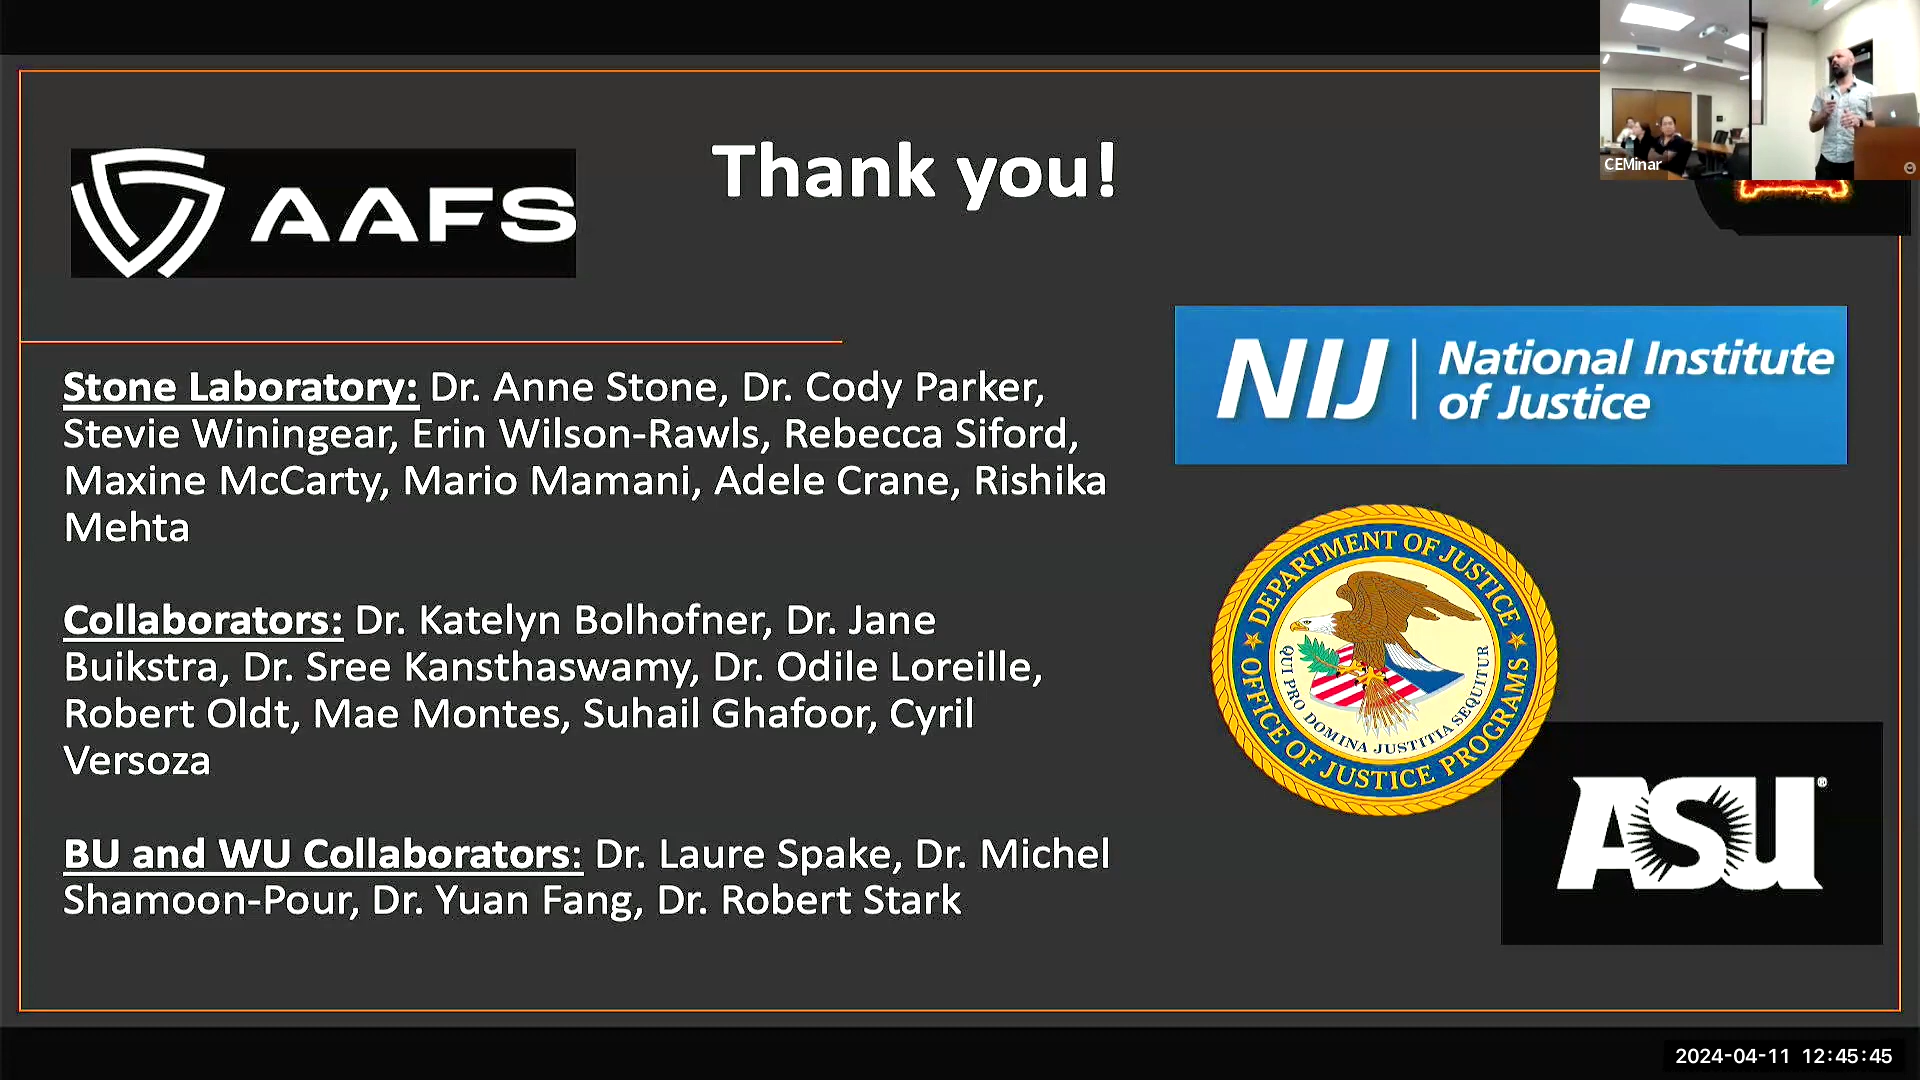 CEMinar
AAFS
Thank you!
NIJ
National Institute
of Justice
Stone Laboratory: Dr. Anne Stone, Dr. Cody Parker,
Stevie Winingear, Erin Wilson-Rawls, Rebecca Siford,
Maxine McCarty, Mario Mamani, Adele Crane, Rishika
Mehta
Collaborators: Dr. Katelyn Bolhofner, Dr. Jane
Buikstra, Dr. Sree Kansthaswamy, Dr. Odile Loreille,
Robert Oldt, Mae Montes, Suhail Ghafoor, Cyril
Versoza
BU and WU Collaborators: Dr. Laure Spake, Dr. Michel
Shamoon-Pour, Dr. Yuan Fang, Dr. Robert Stark
DEPARTMENT OF JUSTICE
OFFICE OF JUSTICE PROGRAMS
QUI PRO DOMINA JUSTITIA SEQUITUR
ASU®
2024-04-11 12:45:45